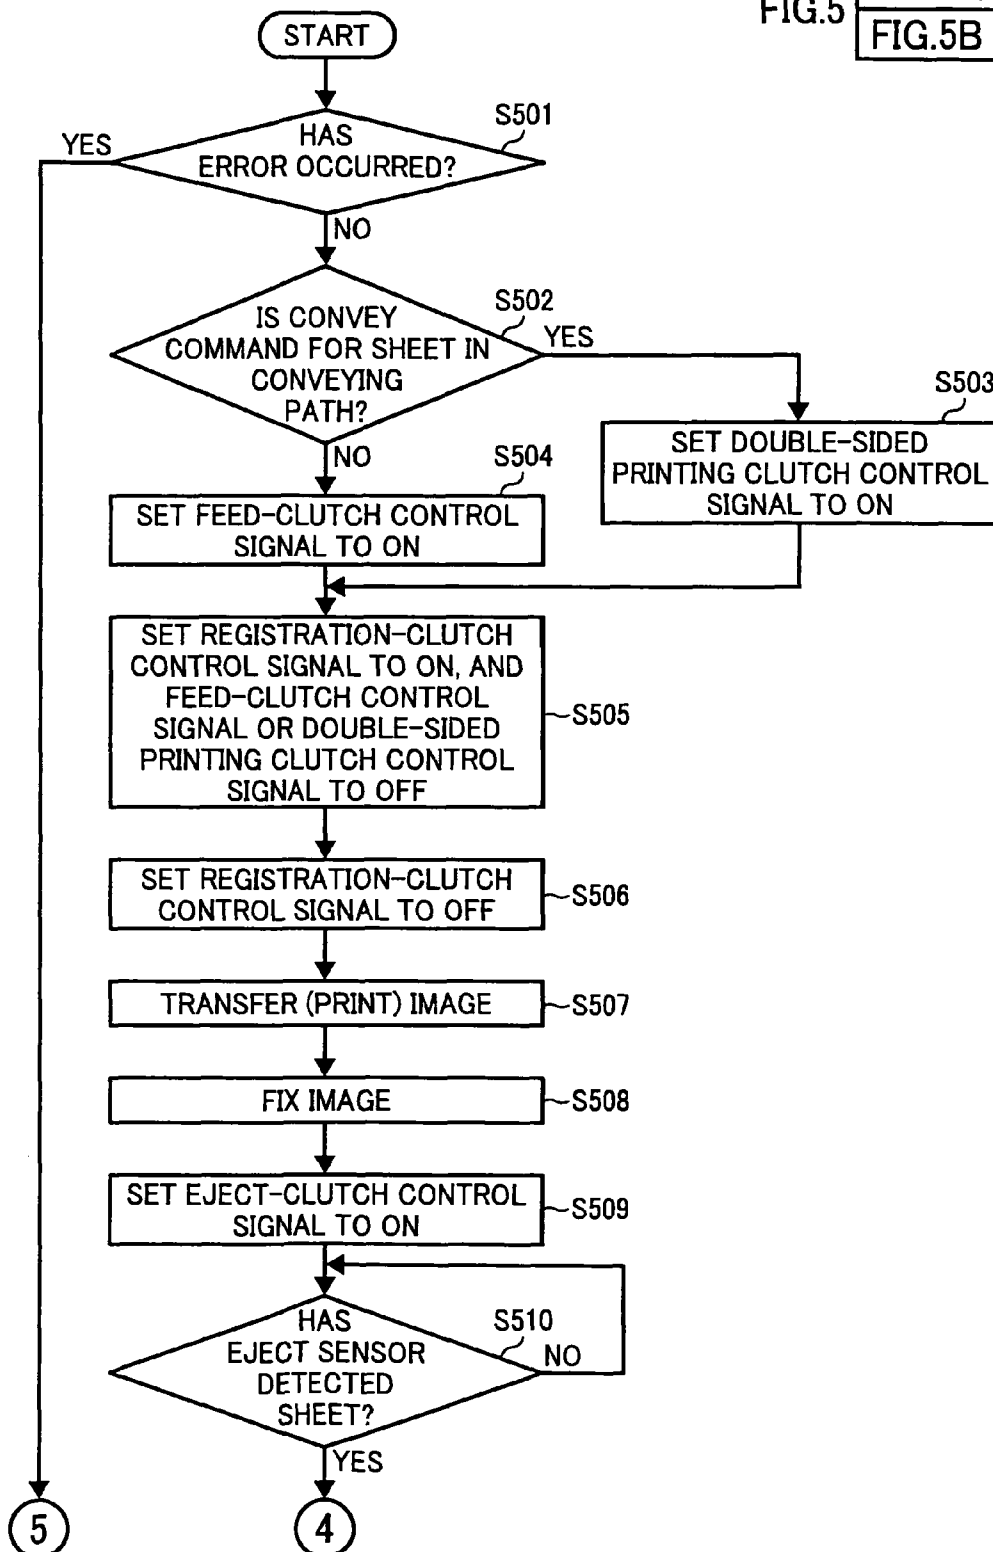 FIG.5
FIG.5B
START
S501
HAS
ERROR OCCURRED?
YES
NO
S502
IS CONVEY
COMMAND FOR SHEET IN
CONVEYING
PATH?
YES
NO
S503
SET DOUBLE-SIDED
PRINTING CLUTCH CONTROL
SIGNAL TO ON
S504
SET FEED-CLUTCH CONTROL
SIGNAL TO ON
SET REGISTRATION-CLUTCH
CONTROL SIGNAL TO ON, AND
FEED-CLUTCH CONTROL
SIGNAL OR DOUBLE-SIDED
PRINTING CLUTCH CONTROL
SIGNAL TO OFF
S505
SET REGISTRATION-CLUTCH
CONTROL SIGNAL TO OFF
S506
TRANSFER (PRINT) IMAGE
S507
FIX IMAGE
S508
SET EJECT-CLUTCH CONTROL
SIGNAL TO ON
S509
HAS
EJECT SENSOR
DETECTED
SHEET?
S510
NO
YES
5
4